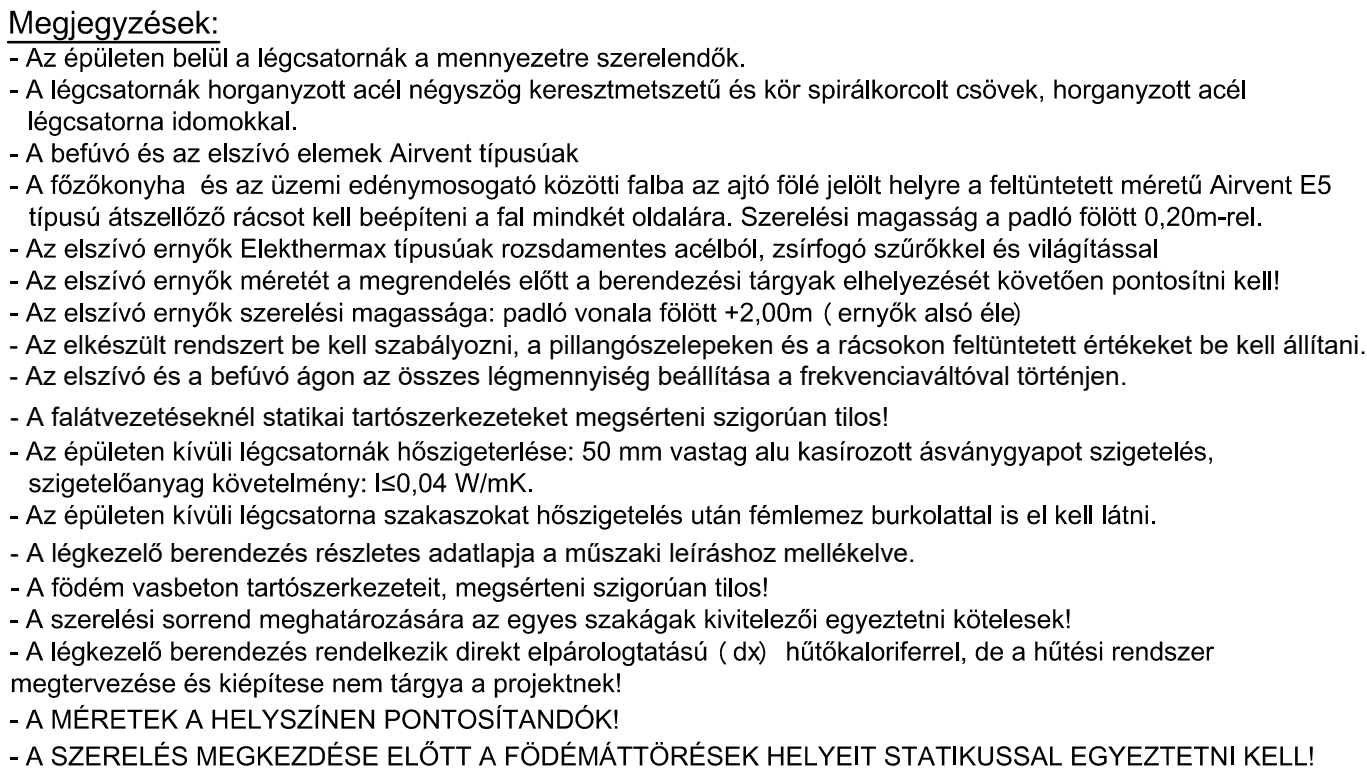 Megjegyzések:
- Az épületen belül a légcsatornák a mennyezetre szerelendők.
- A légcsatornák horganyzott acél négyszög keresztmetszetű és kör spirálkorcolt csövek, horganyzott acél
légcsatorna idomokkal.
- A befúvó és az elszívó elemek Airvent típusúak
- A főzőkonyha és az üzemi edénymosogató közötti falba az ajtó fölé jelölt helyre a feltüntetett méretű Airvent E5
típusú átszellőző rácsot kell beépíteni a fal mindkét oldalára. Szerelési magasság a padló fölött 0,20m-rel.
- Az elszívó ernyők Elekthermax típusúak rozsdamentes acélból, zsírfogó szűrőkkel és világítással
- Az elszívó ernyők méretét a megrendelés előtt a berendezési tárgyak elhelyezését követően pontosítni kell!
- Az elszívó ernyők szerelési magassága: padló vonala fölött +2,00m (ernyők alsó éle)
- Az elkészült rendszert be kell szabályozni, a pillangószelepeken és a rácsokon feltüntetett értékeket be kell állítani.
- Az elszívó és a befúvó ágon az összes légmennyiség beállítása a frekvenciaváltóval történjen.
- A falátvezetéseknél statikai tartószerkezeteket megsérteni szigorúan tilos!
- Az épületen kívüli légcsatornák hőszigeterlése: 50 mm vastag alu kasírozott ásványgyapot szigetelés,
szigetelőanyag követelmény: l≤0,04 W/mK.
- Az épületen kívüli légcsatorna szakaszokat hőszigetelés után fémlemez burkolattal is el kell látni.
- A légkezelő berendezés részletes adatlapja a műszaki leíráshoz mellékelve.
- A födém vasbeton tartószerkezeteit, megsérteni szigorúan tilos!
- A szerelési sorrend meghatározására az egyes szakágak kivitelezői egyeztetni kötelesek!
- A légkezelő berendezés rendelkezik direkt elpárologtatású (dx) hűtőkaloriferrel, de a hűtési rendszer
megtervezése és kiépítese nem tárgya a projektnek!
- A MÉRETEK A HELYSZÍNEN PONTOSÍTANDÓK!
- A SZERELÉS MEGKEZDÉSE ELŐTT A FÖDÉMÁTTÖRÉSEK HELYEIT STATIKUSSAL EGYEZTETNI KELL!